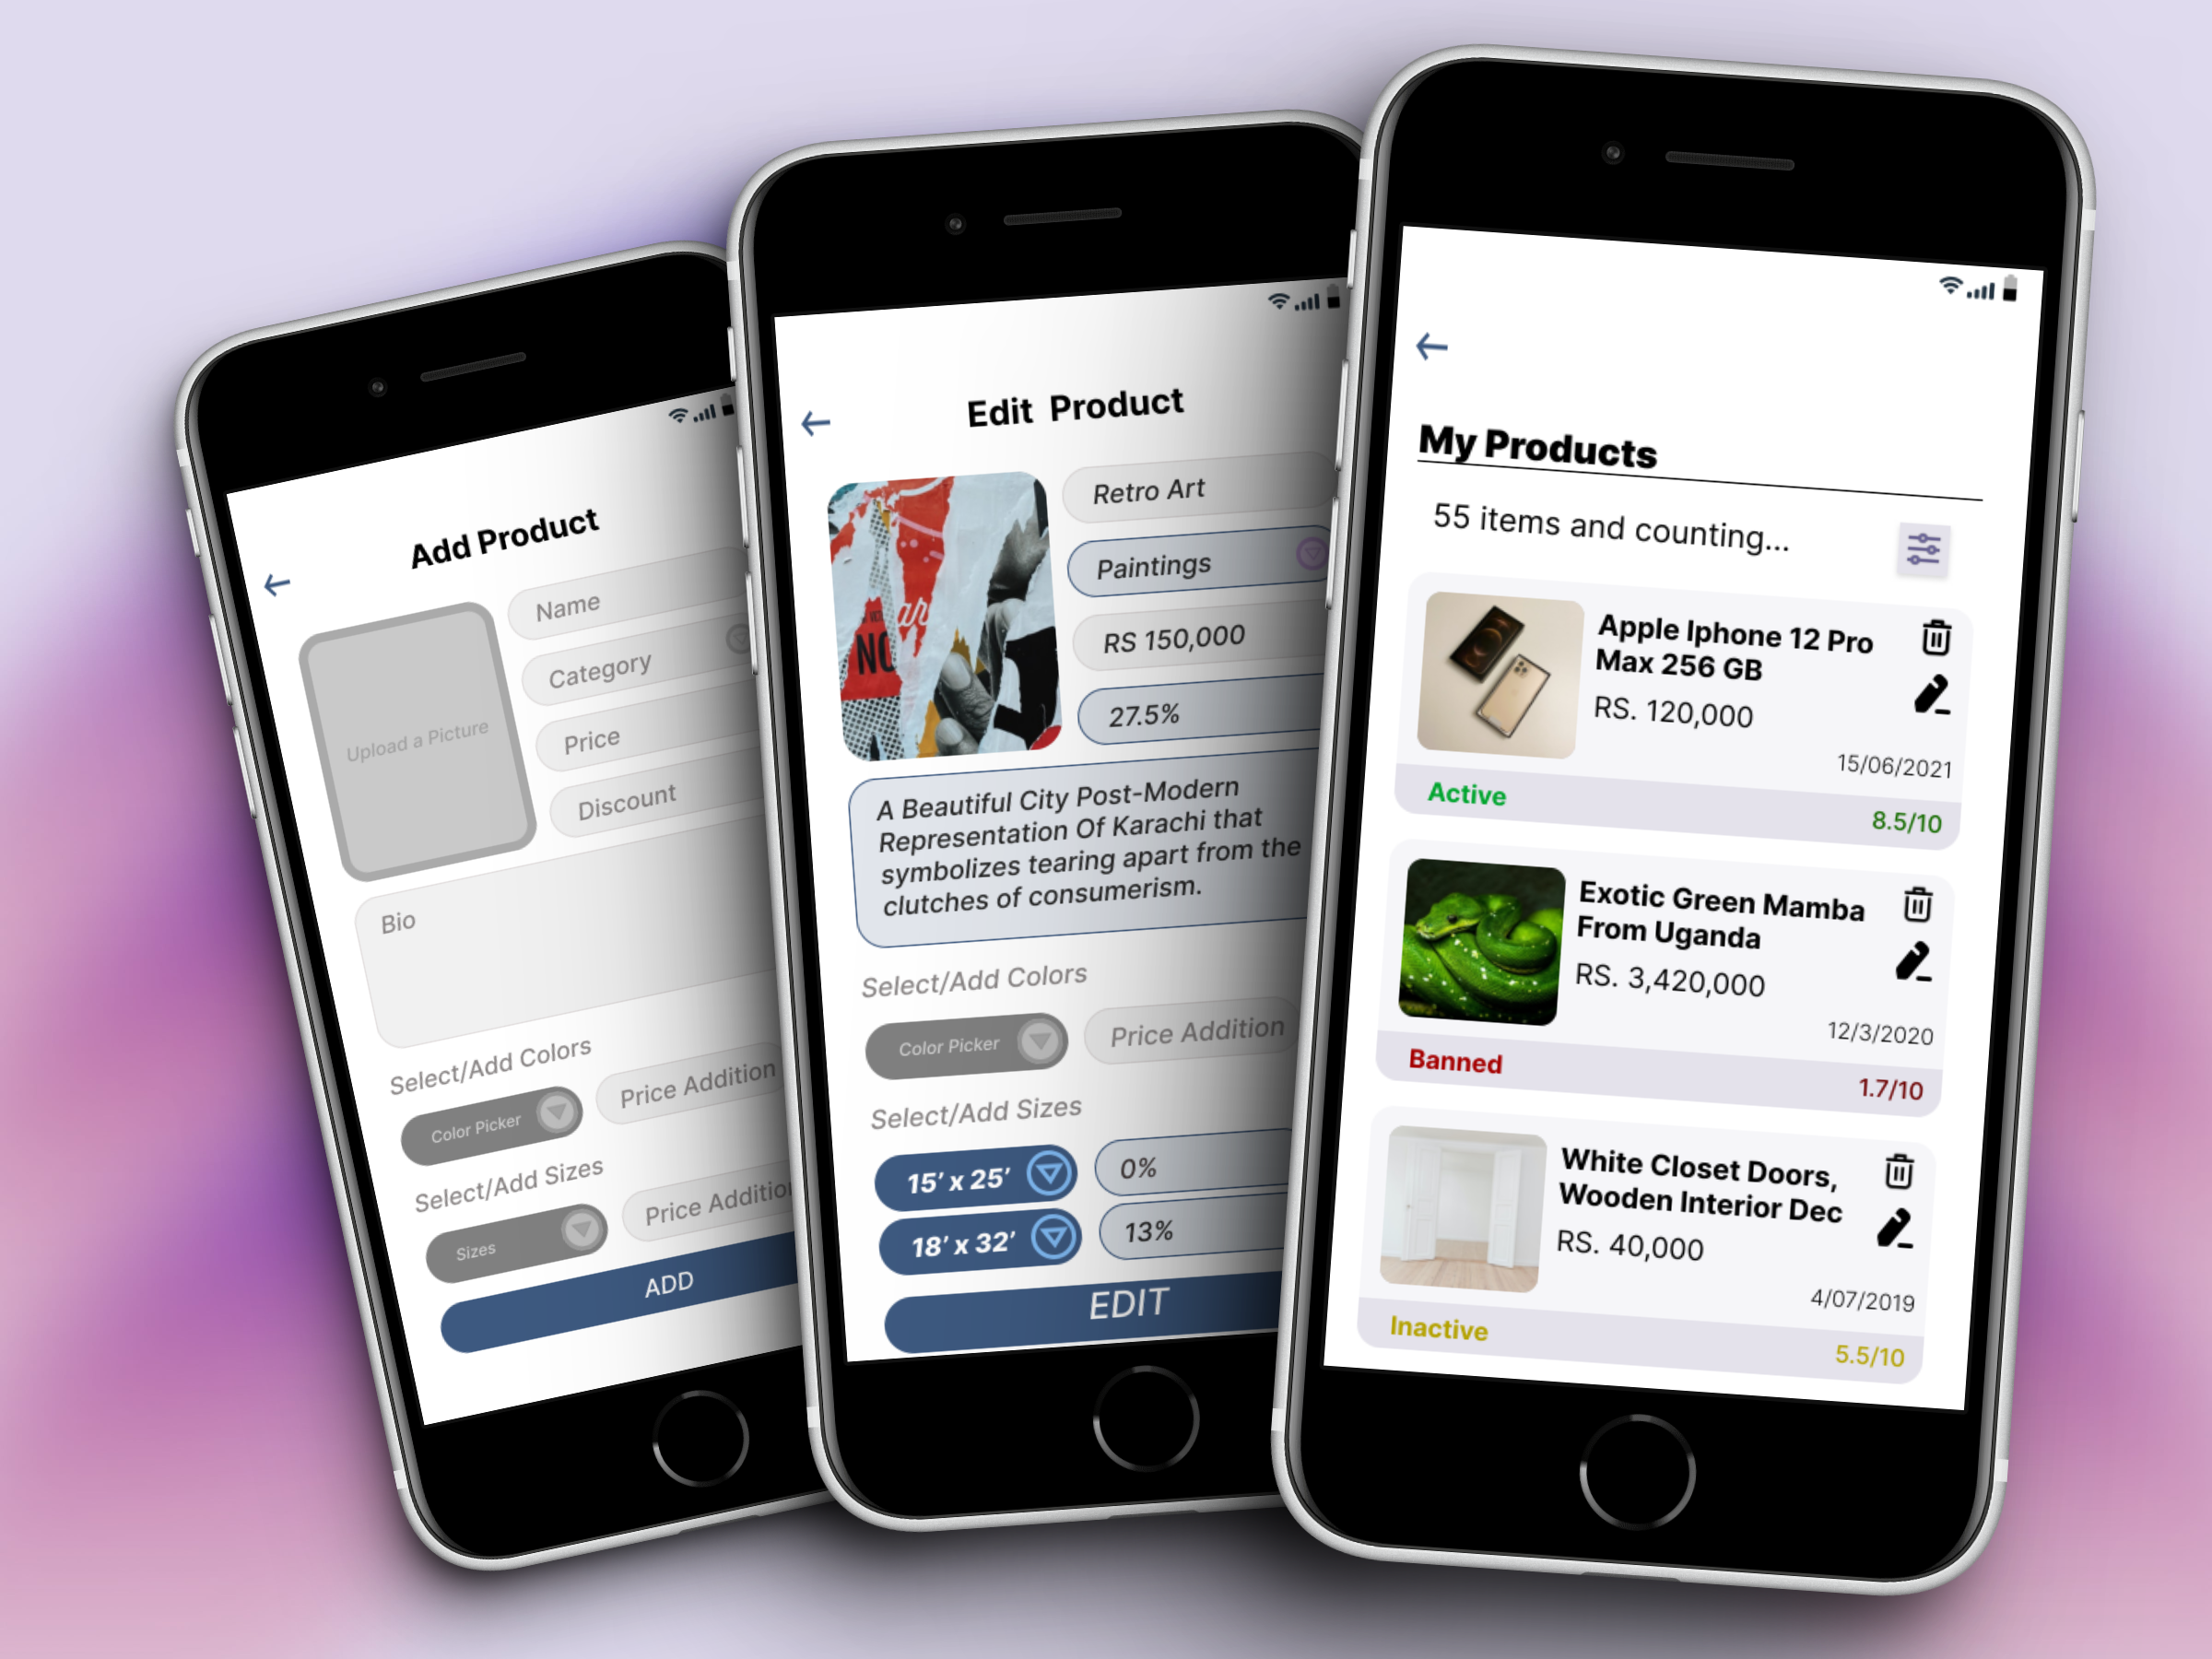 Add Product
Upload a Picture
Name
Category
Price
Discount
Bio
Select/Add Colors
Color Picker
Price Addition
Select/Add Sizes
Sizes
Price Addition
ADD
Edit Product
NO
ar
Retro Art
Paintings
RS 150,000
27.5%
A Beautiful City Post-Modern
Representation Of Karachi that
symbolizes tearing apart from the
clutches of consumerism.
Select/Add Colors
Color Picker
Price Addition
Select/Add Sizes
15’ x 25’
0%
18’ x 32’
13%
EDIT
My Products
55 items and counting...
Apple Iphone 12 Pro
Max 256 GB
RS. 120,000
15/06/2021
Active
8.5/10
Exotic Green Mamba
From Uganda
RS. 3,420,000
12/3/2020
Banned
1.7/10
White Closet Doors,
Wooden Interior Dec
RS. 40,000
4/07/2019
Inactive
5.5/10